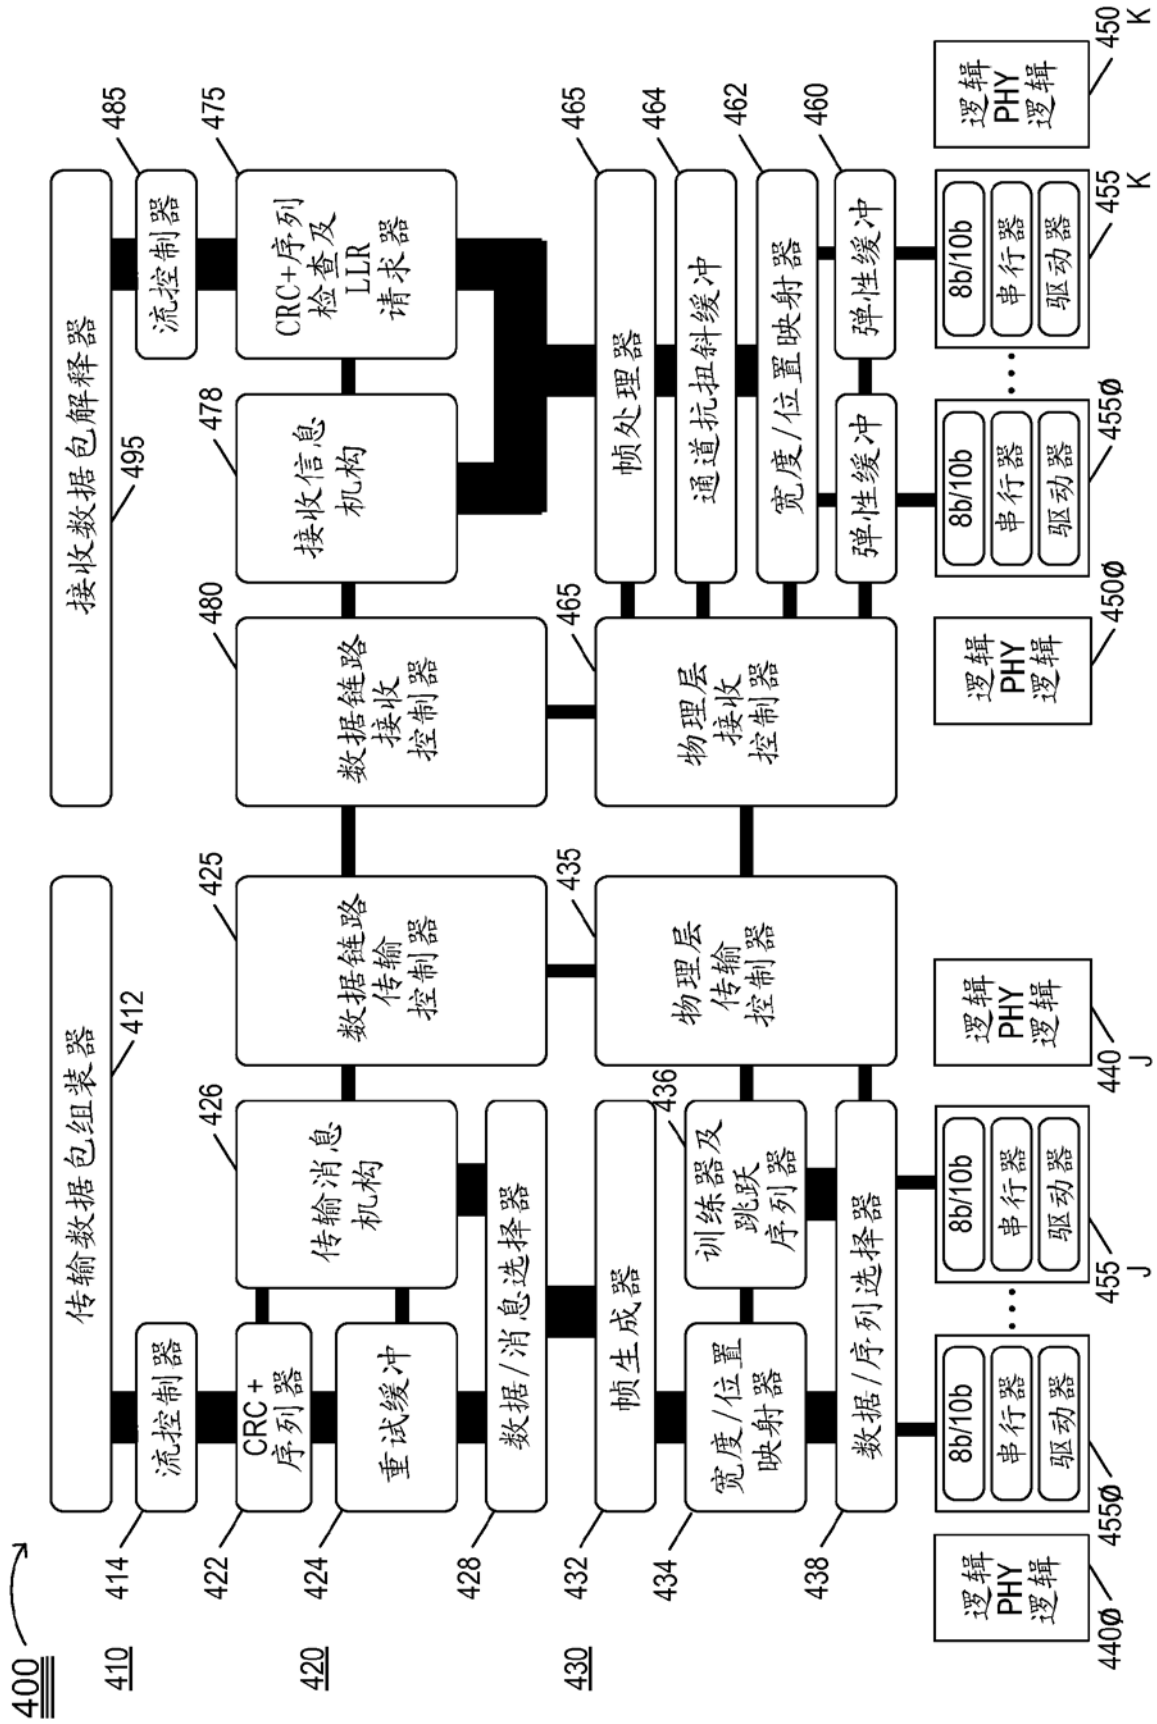 400
410
420
430
传输数据包组装器
412
接收数据包解释器
495
流控制器
414
流控制器
485
CRC+
序列器
422
重试缓冲
424
传输消息
机构
426
数据/消息选择器
428
数据链路
传输
控制器
425
数据链路
接收
控制器
480
接收信息
机构
478
CRC+序列
检查及
LLR
请求器
475
帧生成器
432
宽度/位置
映射器
434
训练器及
跳跃
序列器
436
数据/序列选择器
438
物理层
传输
控制器
435
物理层
接收
控制器
465
帧处理器
465
通道抗扭斜缓冲
464
宽度/位置映射器
462
弹性缓冲
弹性缓冲
460
逻辑
PHY
逻辑
440Ø
8b/10b
串行器
驱动器
455Ø
...
8b/10b
串行器
驱动器
455
J
逻辑
PHY
逻辑
440
J
逻辑
PHY
逻辑
450Ø
8b/10b
串行器
驱动器
455Ø
...
8b/10b
串行器
驱动器
455
K
逻辑
PHY
逻辑
450
K